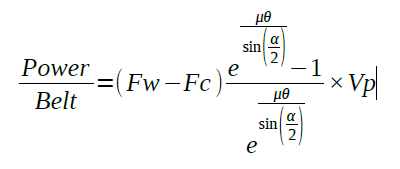 Power/Belt = (Fw − Fc) (e^(μθ/sin(α/2)) − 1)/(e^(μθ/sin(α/2))) × Vp